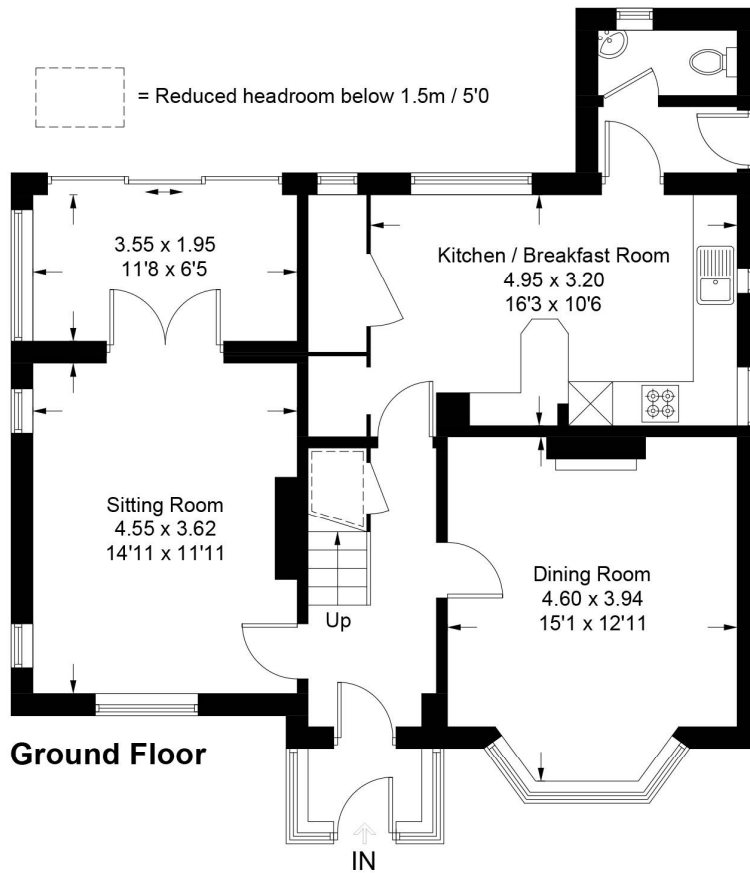 = Reduced headroom below 1.5m / 5'0
3.55 x 1.95
11'8 x 6'5
Kitchen / Breakfast Room
4.95 x 3.20
16'3 x 10'6
Sitting Room
4.55 x 3.62
14'11 x 11'11
Up
Dining Room
4.60 x 3.94
15'1 x 12'11
Ground Floor
IN